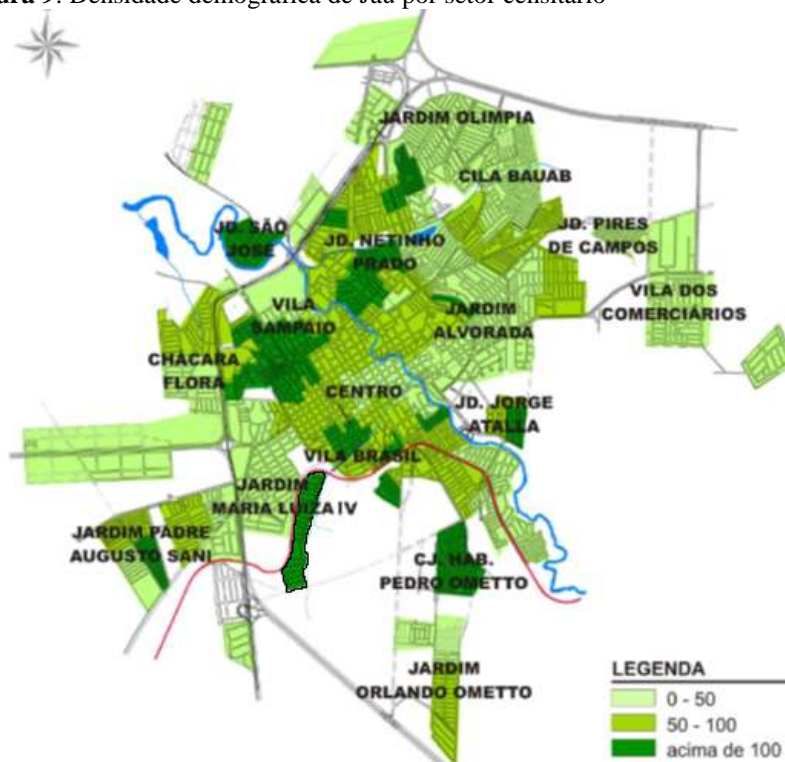 ura 9. Densidade demográfica de Jaú por setor censitário
JARDIM OLIMPIA
CILA BAUAB
JD. SÃO
JOSÉ
JD. NETINHO
PRADO
JD. PIRES
DE CAMPOS
VILA
SAMPAIO
JARDIM
ALVORADA
VILA DOS
COMERCIÁRIOS
CHÁCARA
FLORA
CENTRO
JD. JORGE
ATALLA
VILA BRASIL
JARDIM
MARIA LUIZA IV
JARDIM PADRE
AUGUSTO SANI
CJ. HAB.
PEDRO OMETTO
JARDIM
ORLANDO OMETTO
LEGENDA
0 - 50
50 - 100
acima de 100